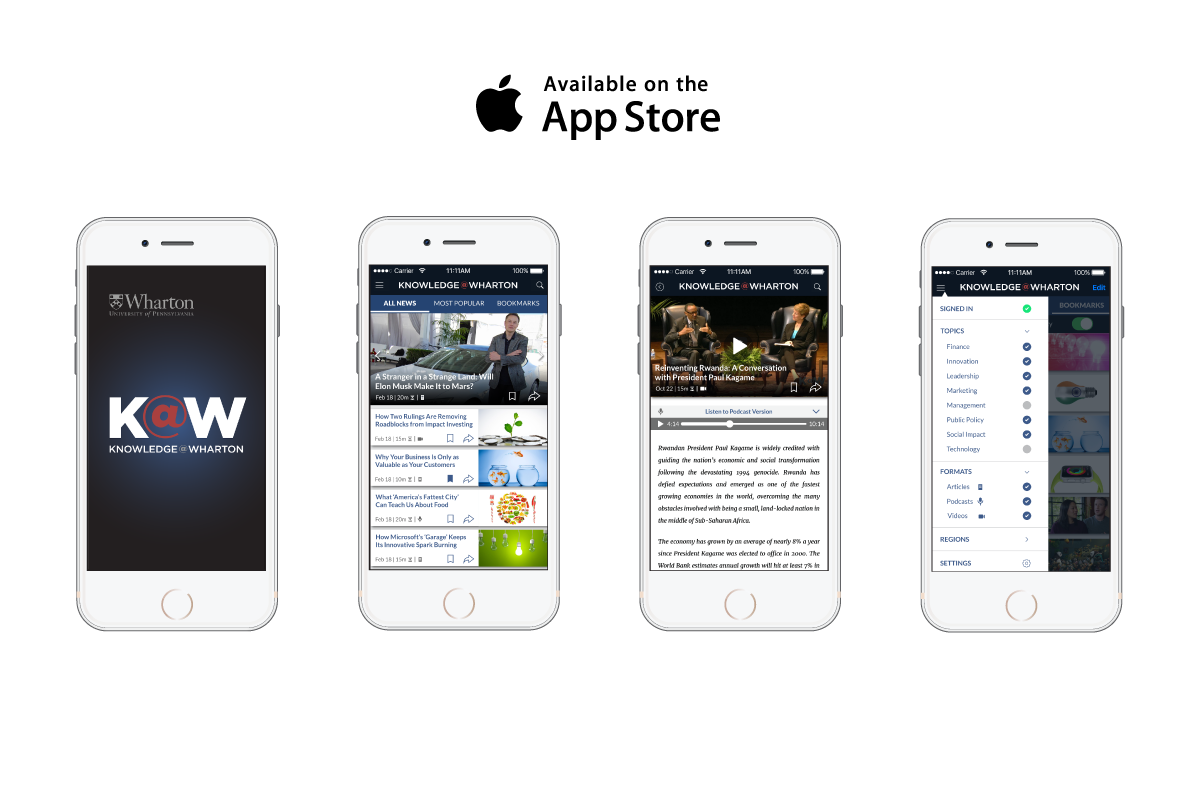 Available on the
App Store
Wharton
UNIVERSITY of PENNSYLVANIA
K@W
KNOWLEDGE @ WHARTON
Carrier 11:11AM 100%
KNOWLEDGE @ WHARTON
ALL NEWS MOST POPULAR BOOKMARKS
A Stranger in a Strange Land: Will
Elon Musk Make It to Mars?
Feb 18 | 20m
How Two Rulings Are Removing
Roadblocks from Impact Investing
Feb 18 | 15m
Why Your Business Is Only as
Valuable as Your Customers
Feb 18 | 10m
What 'America's Fattest City'
Can Teach Us About Food
Feb 18 | 20m
How Microsoft's 'Garage' Keeps
Its Innovative Spark Burning
Feb 18 | 15m
Carrier 11:11AM 100%
KNOWLEDGE @ WHARTON
Reinventing Rwanda: A Conversation
with President Paul Kagame
Oct 22 | 15m
Listen to Podcast Version
4:14 10:14
Rwandan President Paul Kagame is widely credited with
guiding the nation's economic and social transformation
following the devastating 1994 genocide. Rwanda has
defied expectations and emerged as one of the fastest
growing economies in the world, overcoming the many
obstacles involved with being a small, land-locked nation in
the middle of Sub-Saharan Africa.
The economy has grown by an average of nearly 8% a year
since President Kagame was elected to office in 2000. The
World Bank estimates annual growth will hit at least 7% in
Carrier 11:11AM 100%
KNOWLEDGE @ WHARTON Edit
BOOKMARKS
SIGNED IN
TOPICS
Finance
Innovation
Leadership
Marketing
Management
Public Policy
Social Impact
Technology
FORMATS
Articles
Podcasts
Videos
REGIONS
SETTINGS